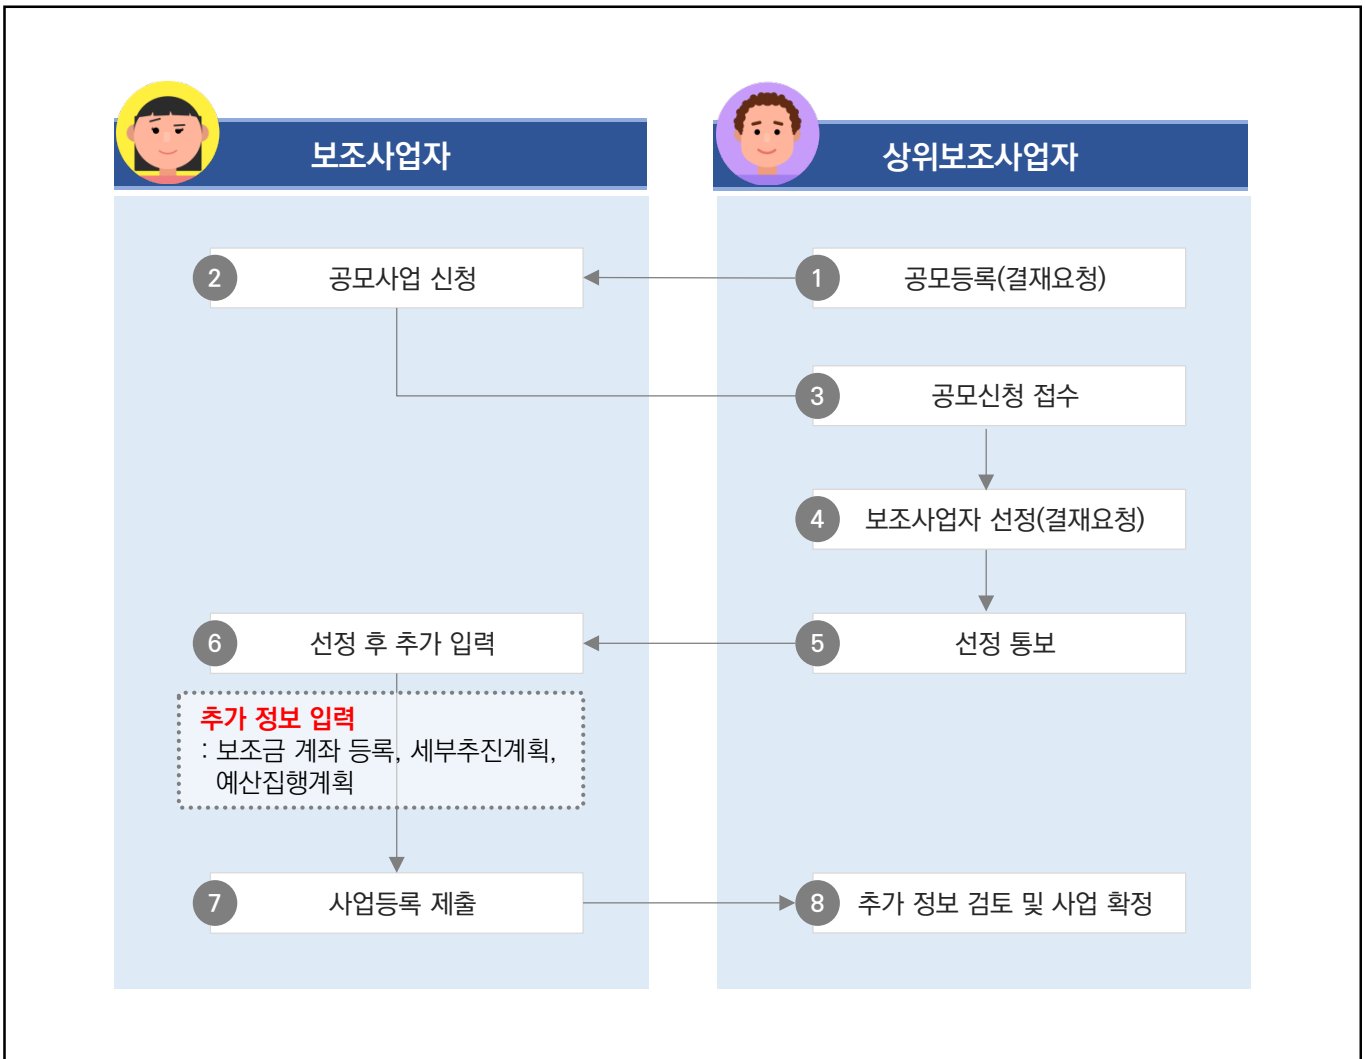 보조사업자
상위보조사업자
2 공모사업 신청
1 공모등록(결재요청)
3 공모신청 접수
4 보조사업자 선정(결재요청)
6 선정 후 추가 입력
5 선정 통보
추가 정보 입력
: 보조금 계좌 등록, 세부추진계획,
예산집행계획
7 사업등록 제출
8 추가 정보 검토 및 사업 확정